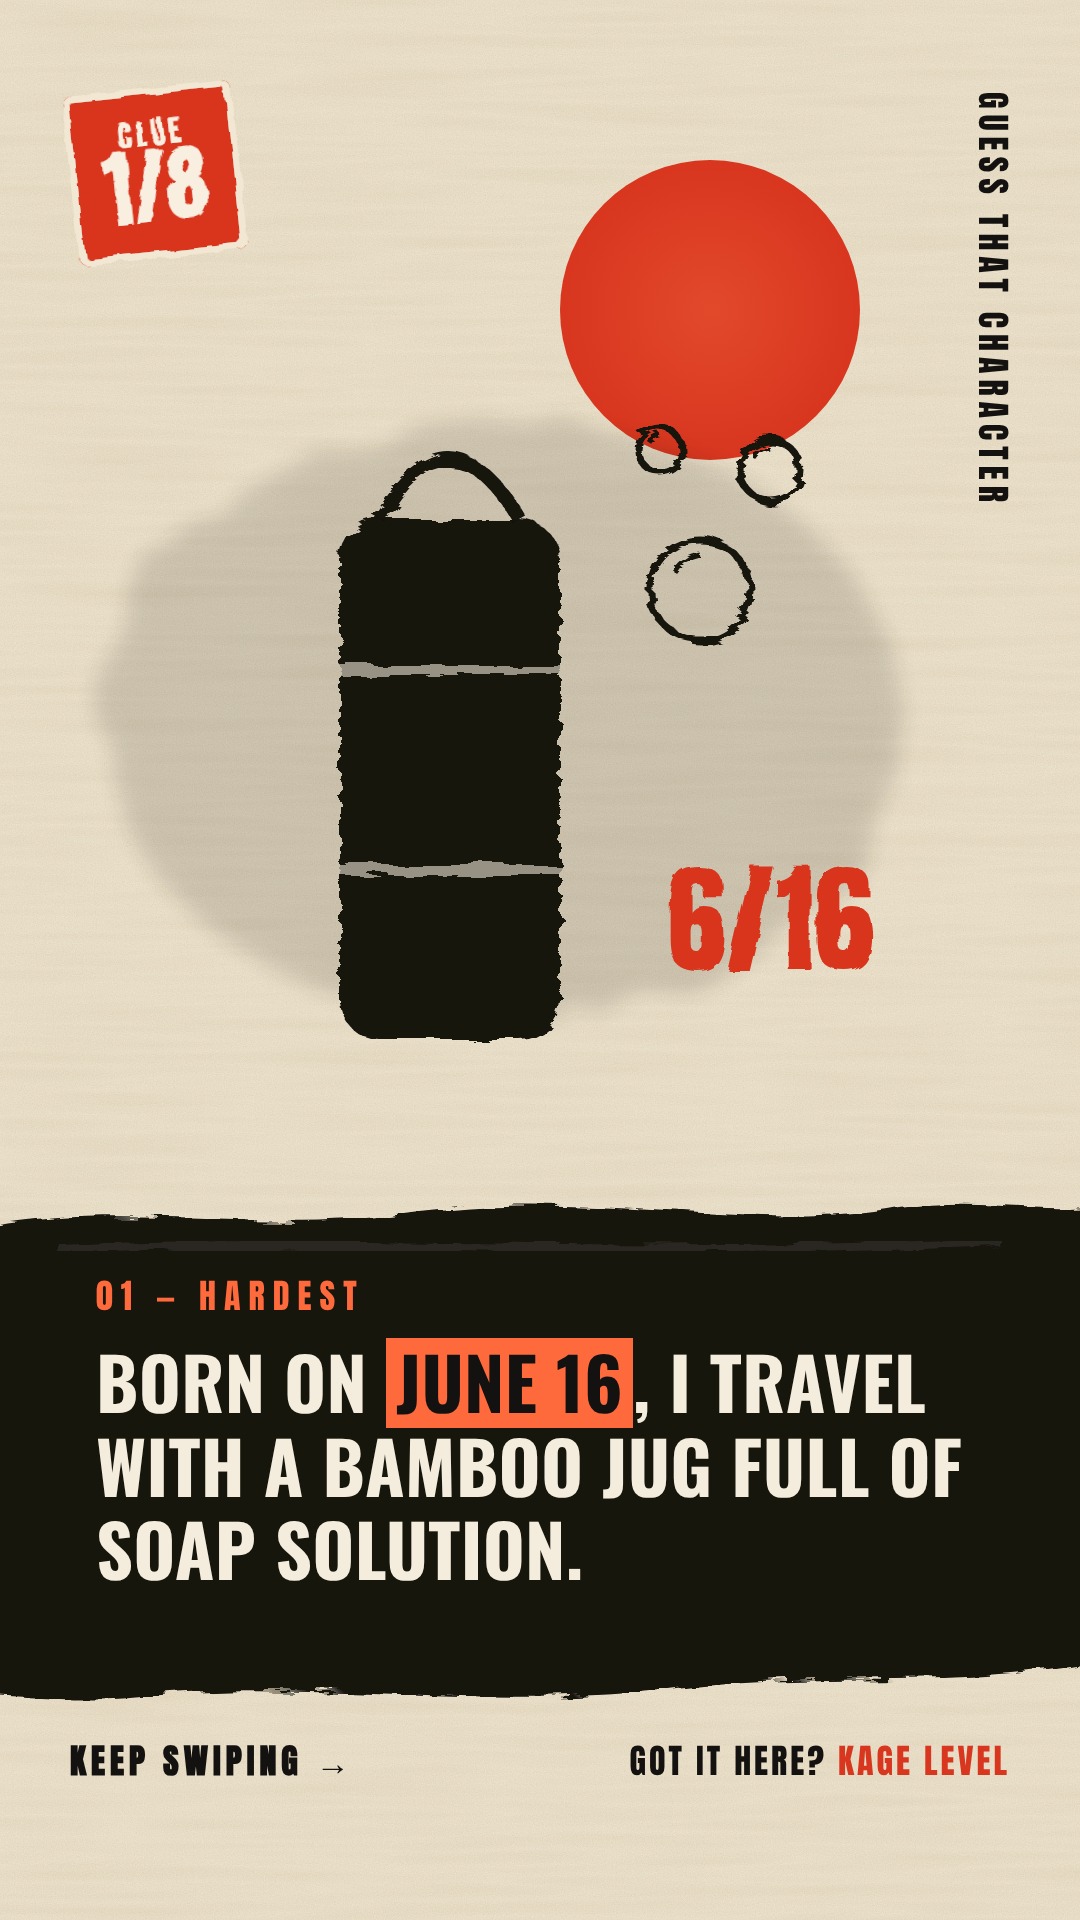 CLUE
1/8
GUESS THAT CHARACTER
6/16
01 – HARDEST
BORN ON JUNE 16, I TRAVEL
WITH A BAMBOO JUG FULL OF
SOAP SOLUTION.
KEEP SWIPING →
GOT IT HERE? KAGE LEVEL